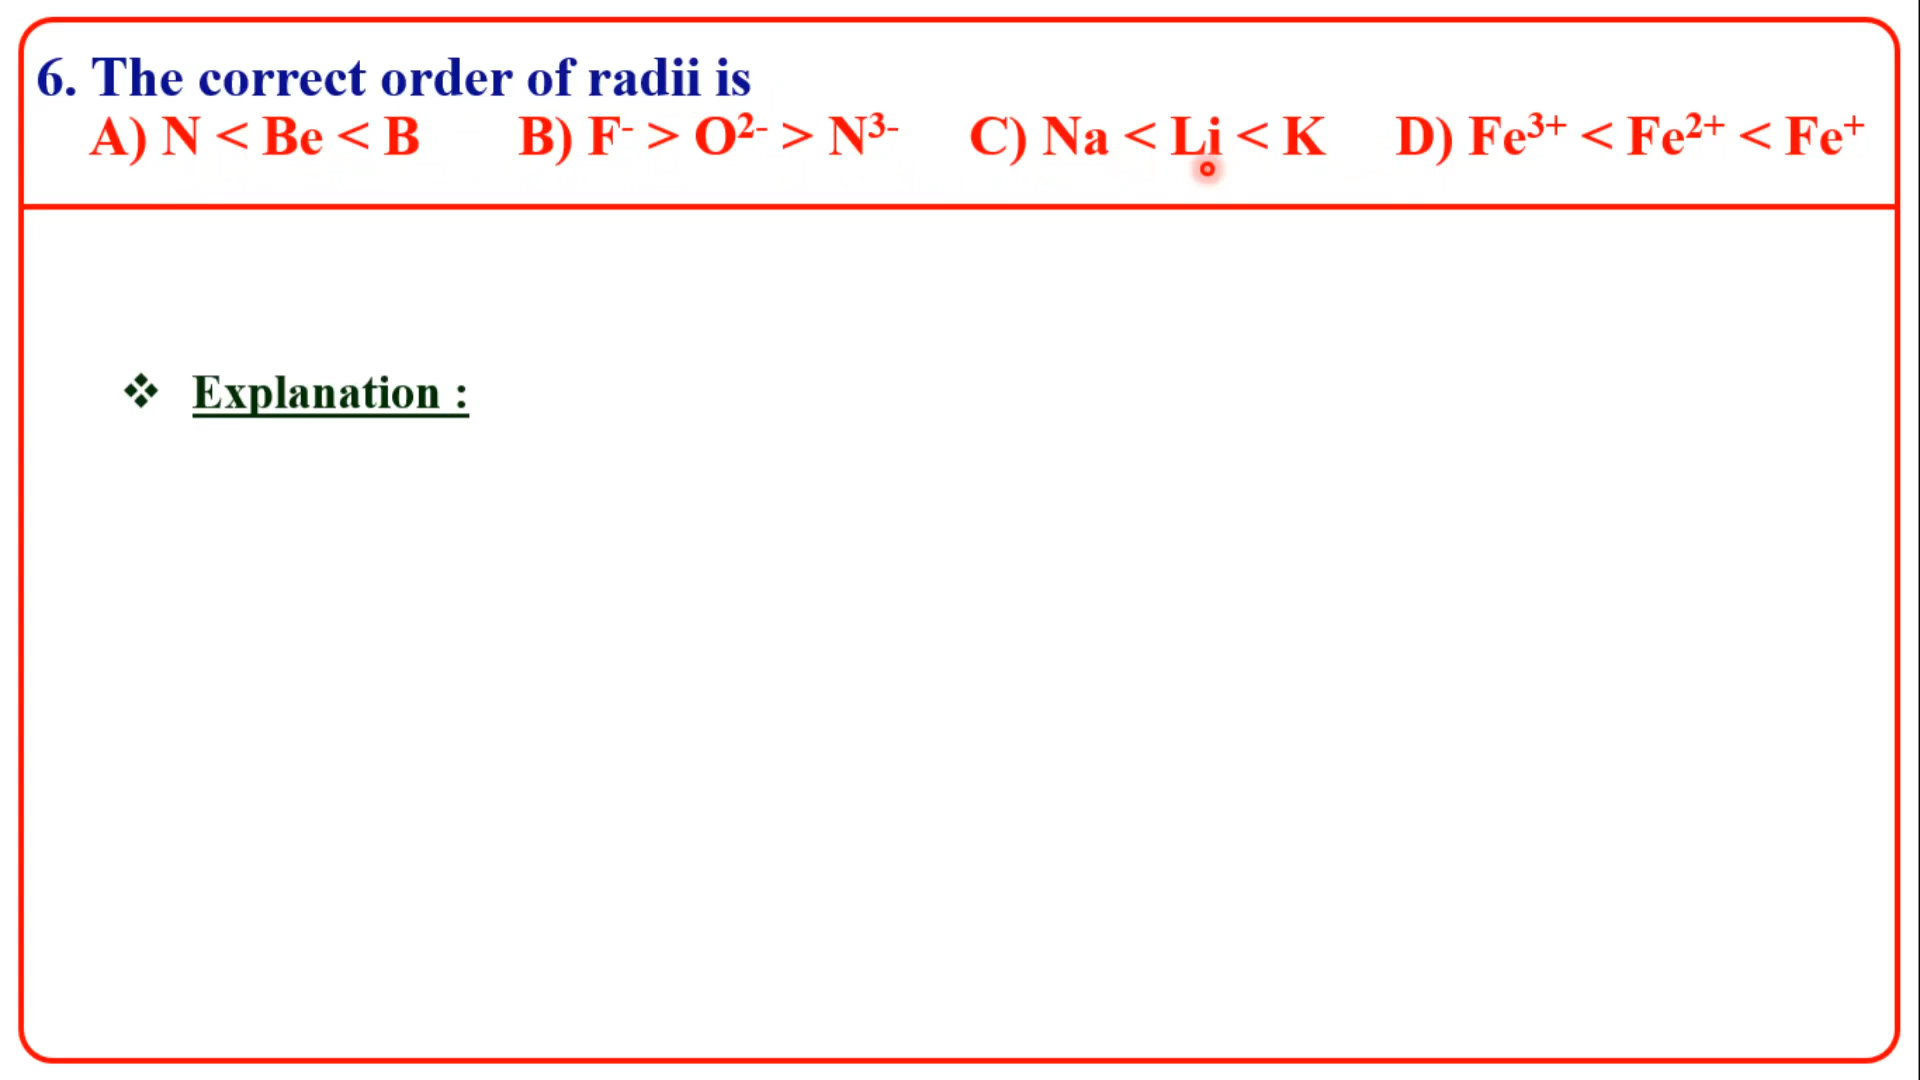 6. The correct order of radii is
A) N < Be < B B) F⁻ > O²⁻ > N³⁻ C) Na < Li < K D) Fe³⁺ < Fe²⁺ < Fe⁺
❖ Explanation :